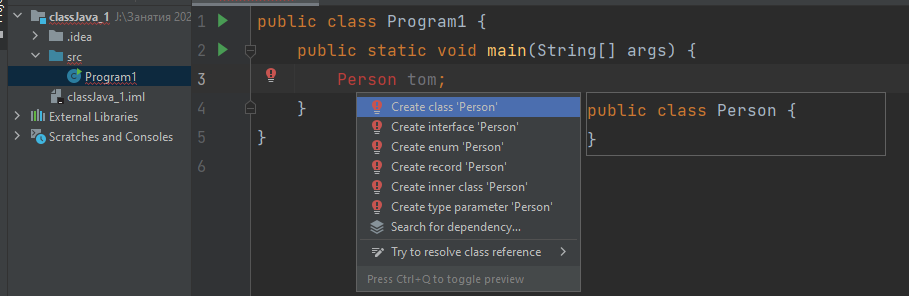 classJava_1 J:\Занятия 202
.idea
src
Program1
classJava_1.iml
External Libraries
Scratches and Consoles
1 public class Program1 {
2 public static void main(String[] args) {
3 Person tom;
4 }
5 }
6
Create class 'Person'
Create interface 'Person'
Create enum 'Person'
Create record 'Person'
Create inner class 'Person'
Create type parameter 'Person'
Search for dependency...
Try to resolve class reference
Press Ctrl+Q to toggle preview
public class Person {
}